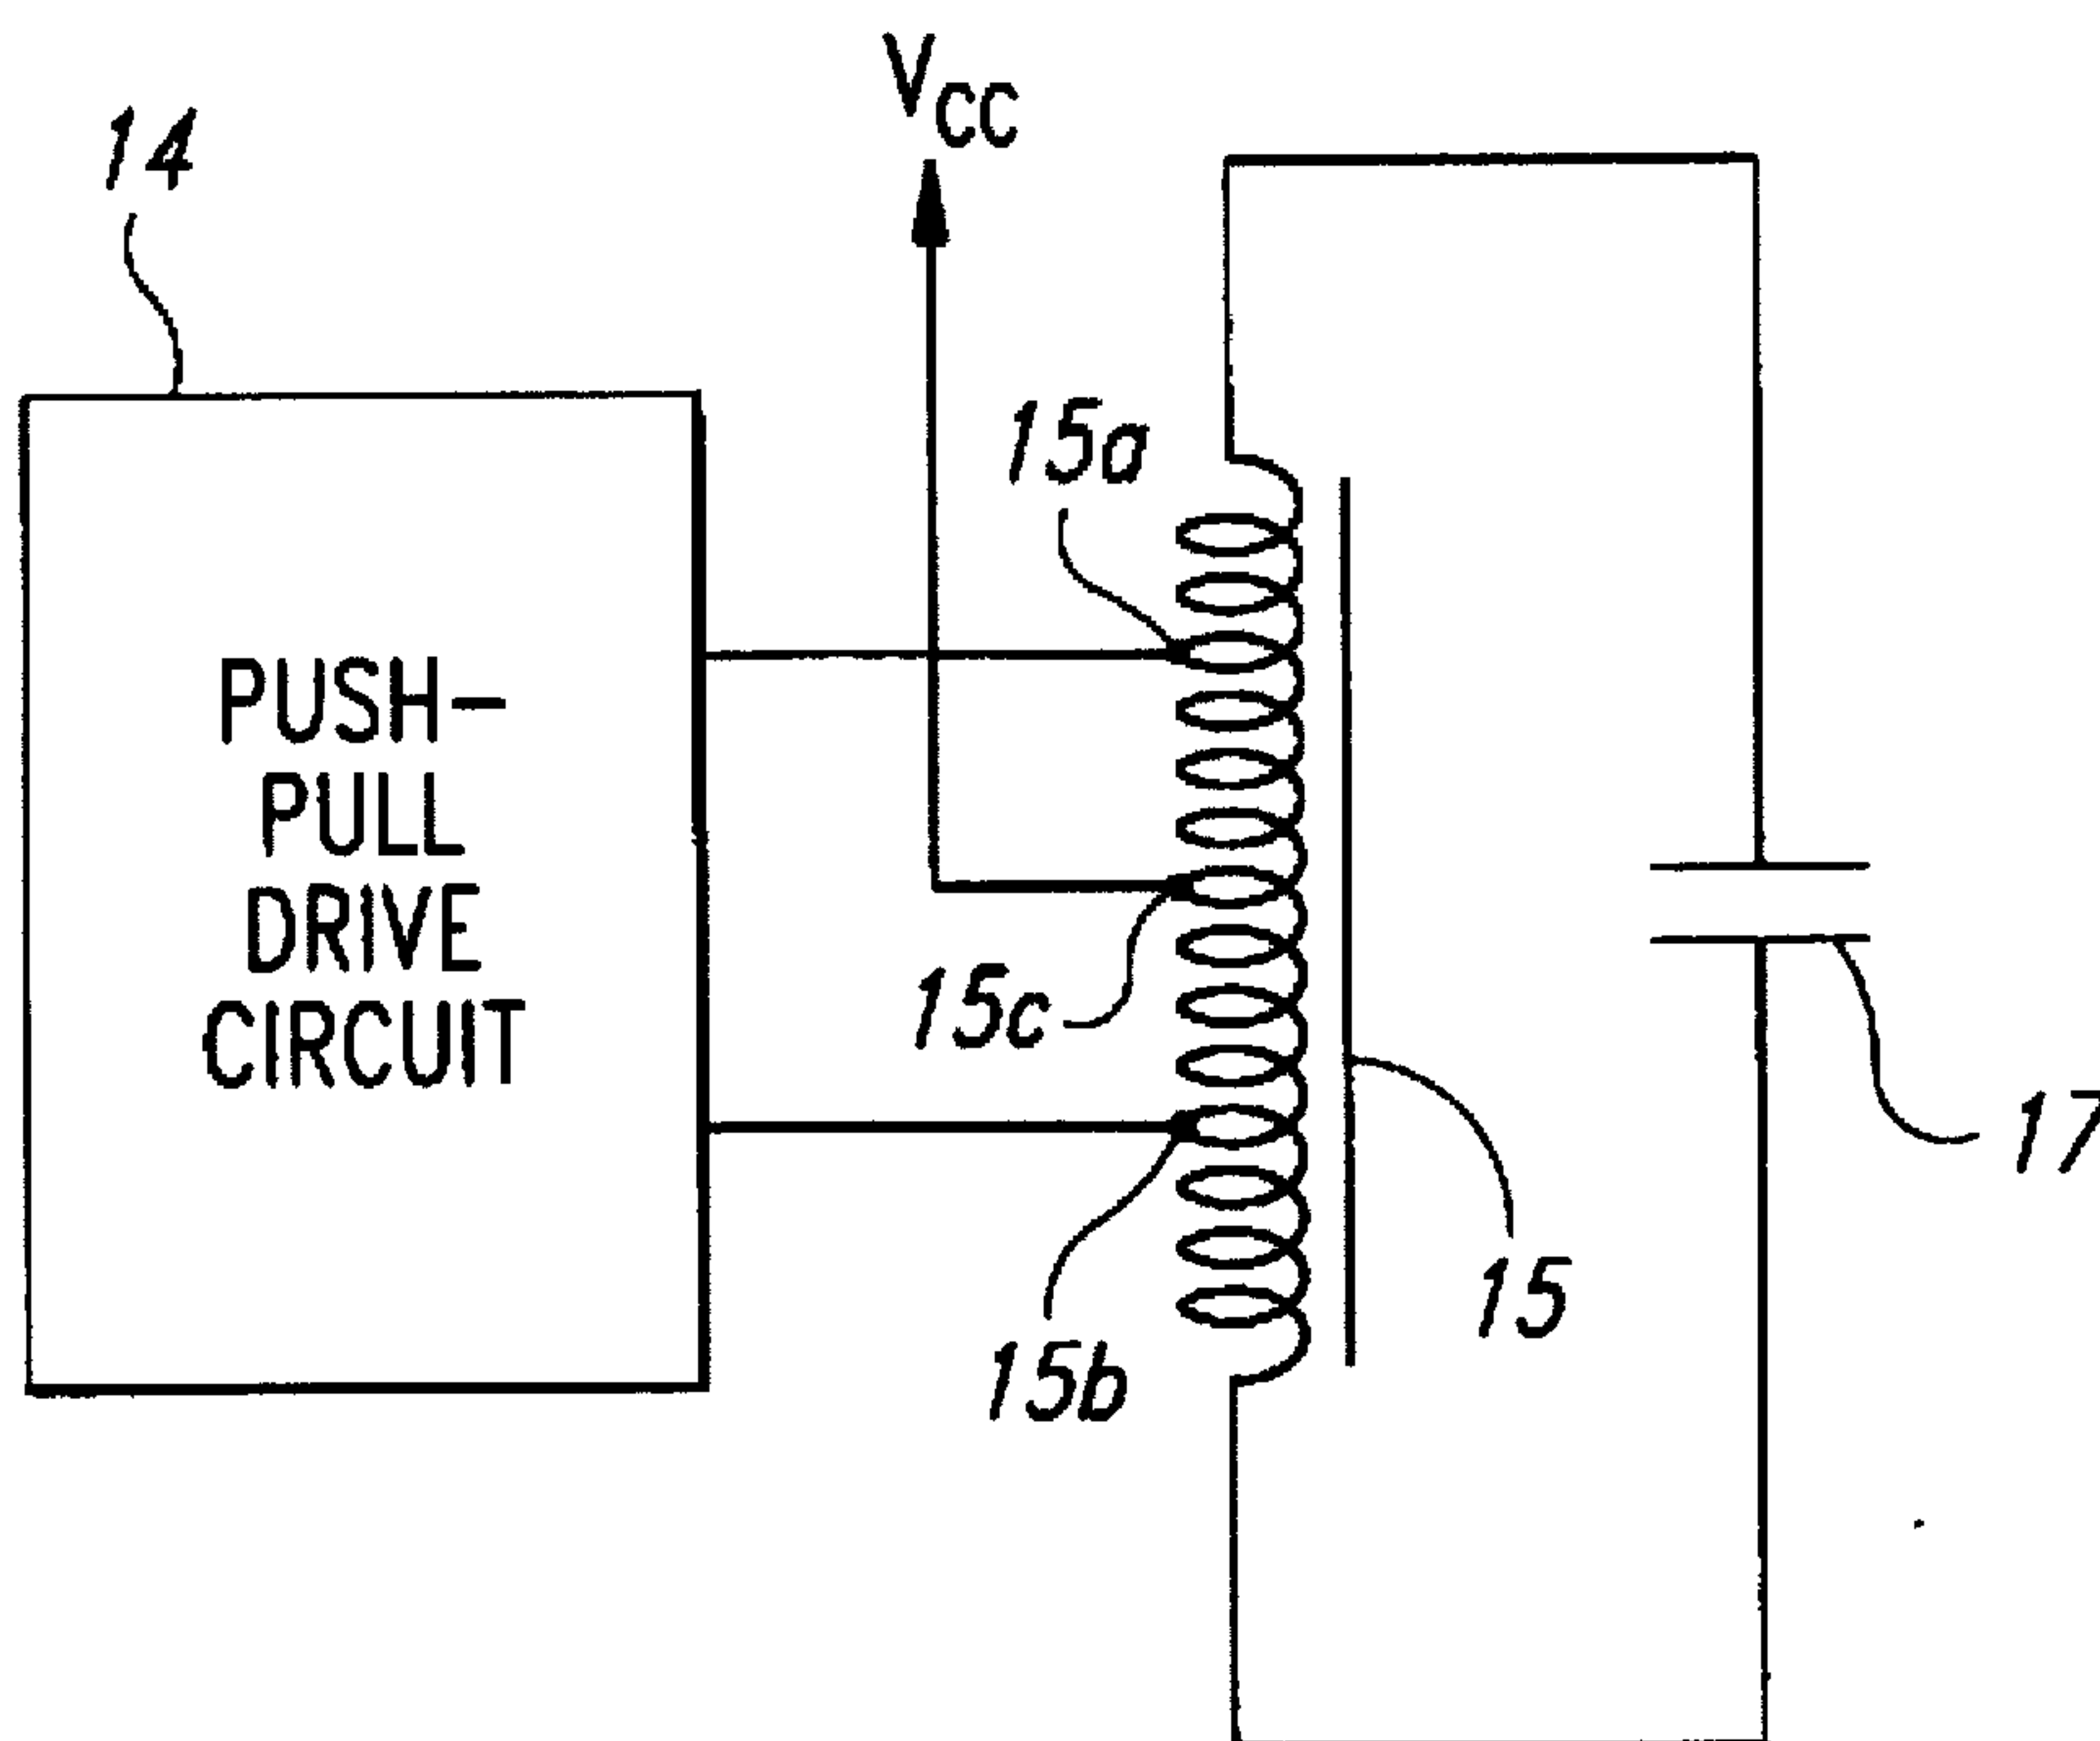 V_CC
14
15a
PUSH-
PULL
DRIVE
CIRCUIT
15c
17
15
15b